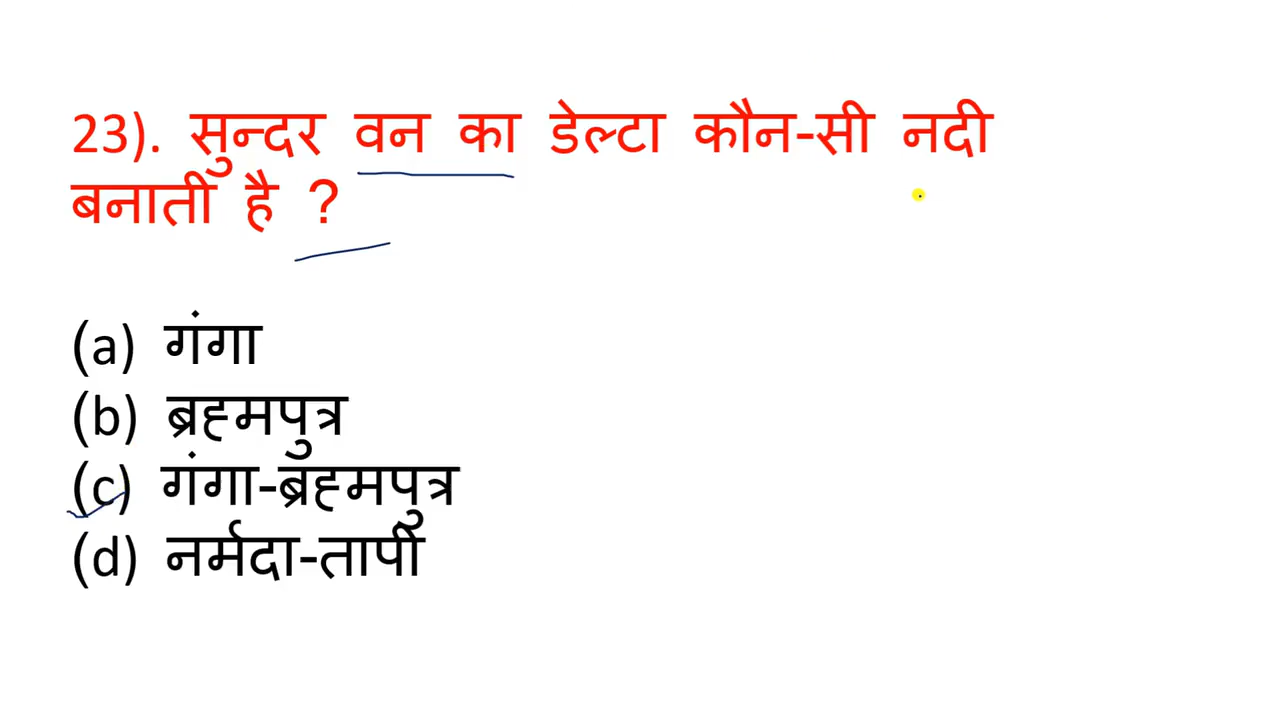 23). सुन्दर वन का डेल्टा कौन-सी नदी
बनाती है ?
(a) गंगा
(b) ब्रह्मपुत्र
(c) गंगा-ब्रह्मपुत्र
(d) नर्मदा-तापी